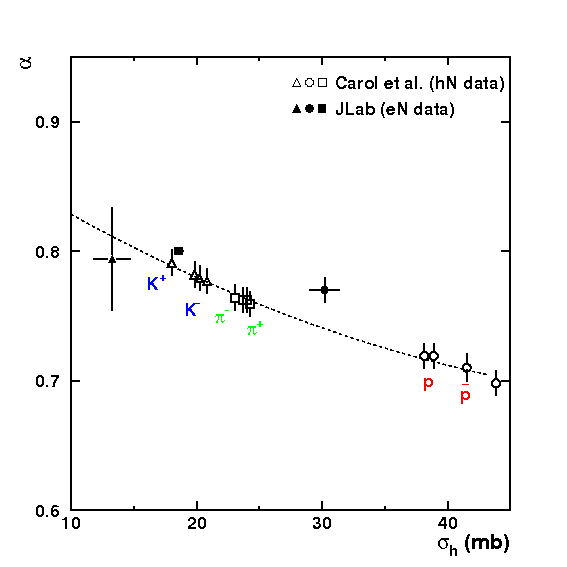 α
△○□ Carol et al. (hN data)
▲●■ JLab (eN data)
0.9
0.8
0.7
0.6
K⁺
K⁻
π⁻
π⁺
p
p̄
10
20
30
40
σₕ (mb)